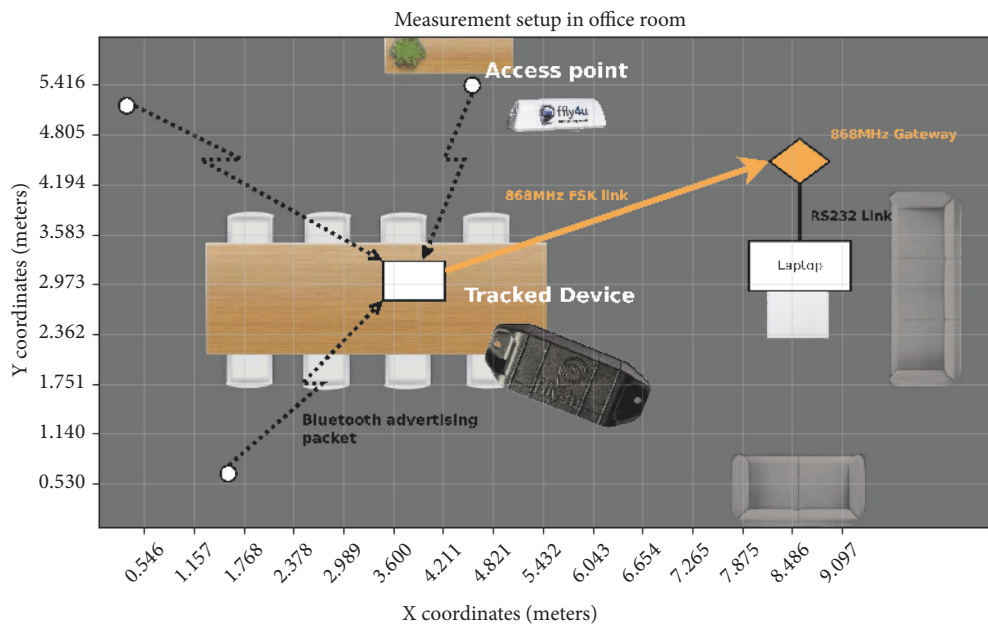 Measurement setup in office room
Access point
ffly4u
868MHz Gateway
868MHz FSK link
RS232 Link
Laptop
Tracked Device
Bluetooth advertising
packet
Y coordinates (meters)
5.416
4.805
4.194
3.583
2.973
2.362
1.751
1.140
0.530
0.546
1.157
1.768
2.378
2.989
3.600
4.211
4.821
5.432
6.043
6.654
7.265
7.875
8.486
9.097
X coordinates (meters)